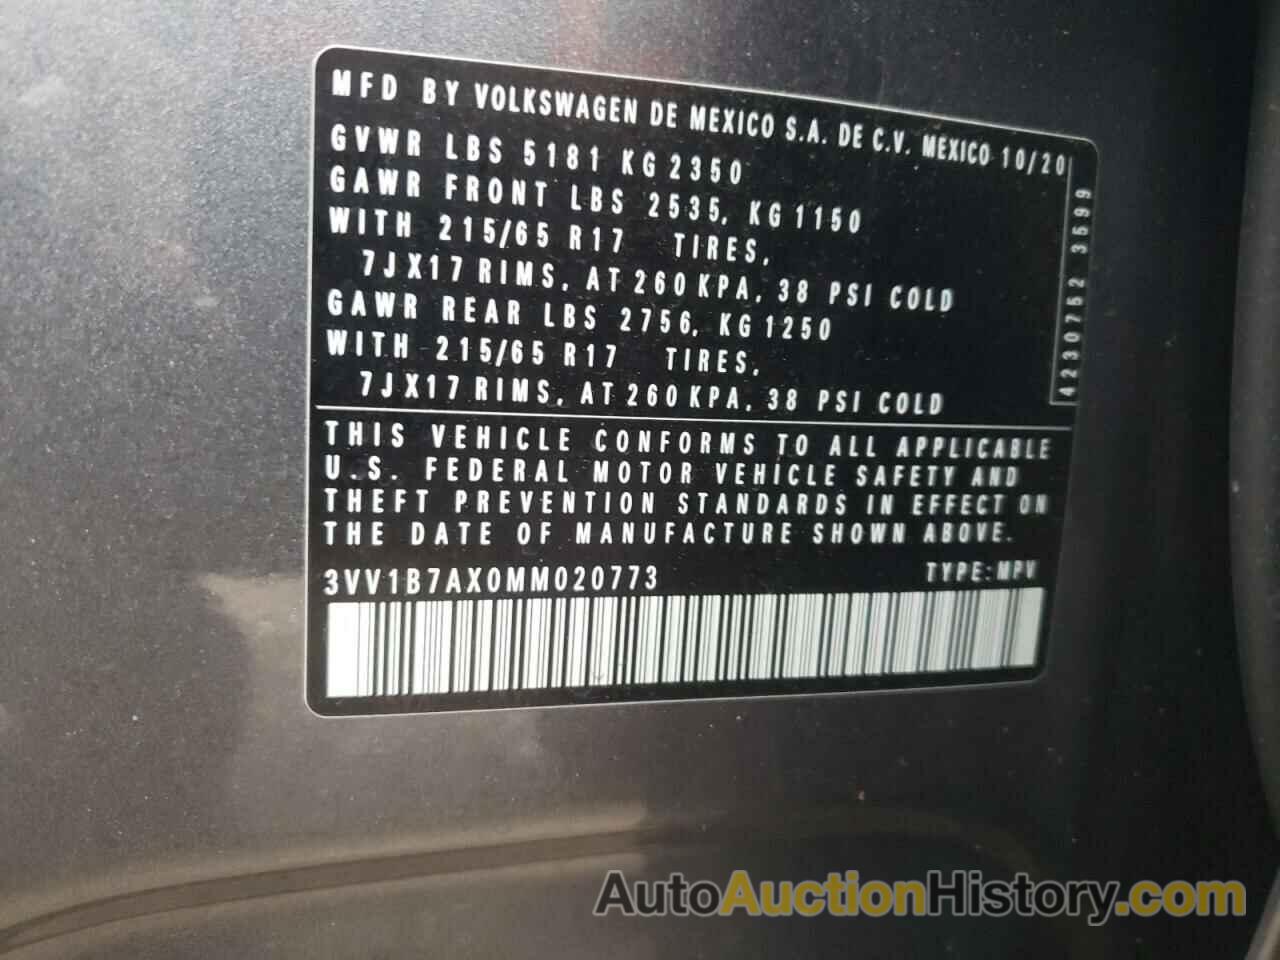 MFD BY VOLKSWAGEN DE MEXICO S.A. DE C.V. MEXICO 10/20
GVWR LBS 5181 KG 2350
GAWR FRONT LBS 2535, KG 1150
WITH 215/65 R17 TIRES,
7JX17 RIMS, AT 260 KPA, 38 PSI COLD
GAWR REAR LBS 2756, KG 1250
WITH 215/65 R17 TIRES,
7JX17 RIMS, AT 260 KPA, 38 PSI COLD
4230752 3599
THIS VEHICLE CONFORMS TO ALL APPLICABLE
U.S. FEDERAL MOTOR VEHICLE SAFETY AND
THEFT PREVENTION STANDARDS IN EFFECT ON
THE DATE OF MANUFACTURE SHOWN ABOVE.
3VV1B7AX0MM020773 TYPE:MPV
AutoAuctionHistory.com